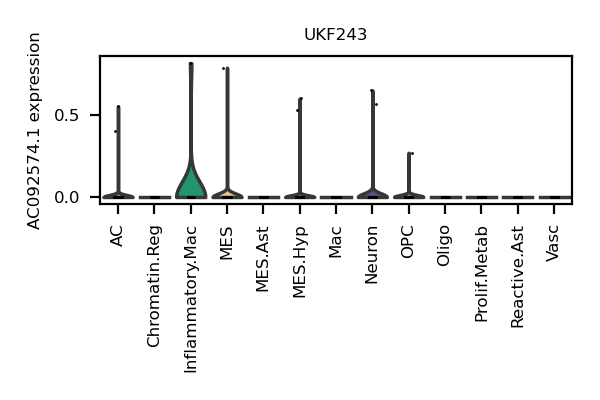 UKF243
AC092574.1 expression
0.5
0.0
AC
Chromatin.Reg
Inflammatory.Mac
MES
MES.Ast
MES.Hyp
Mac
Neuron
OPC
Oligo
Prolif.Metab
Reactive.Ast
Vasc